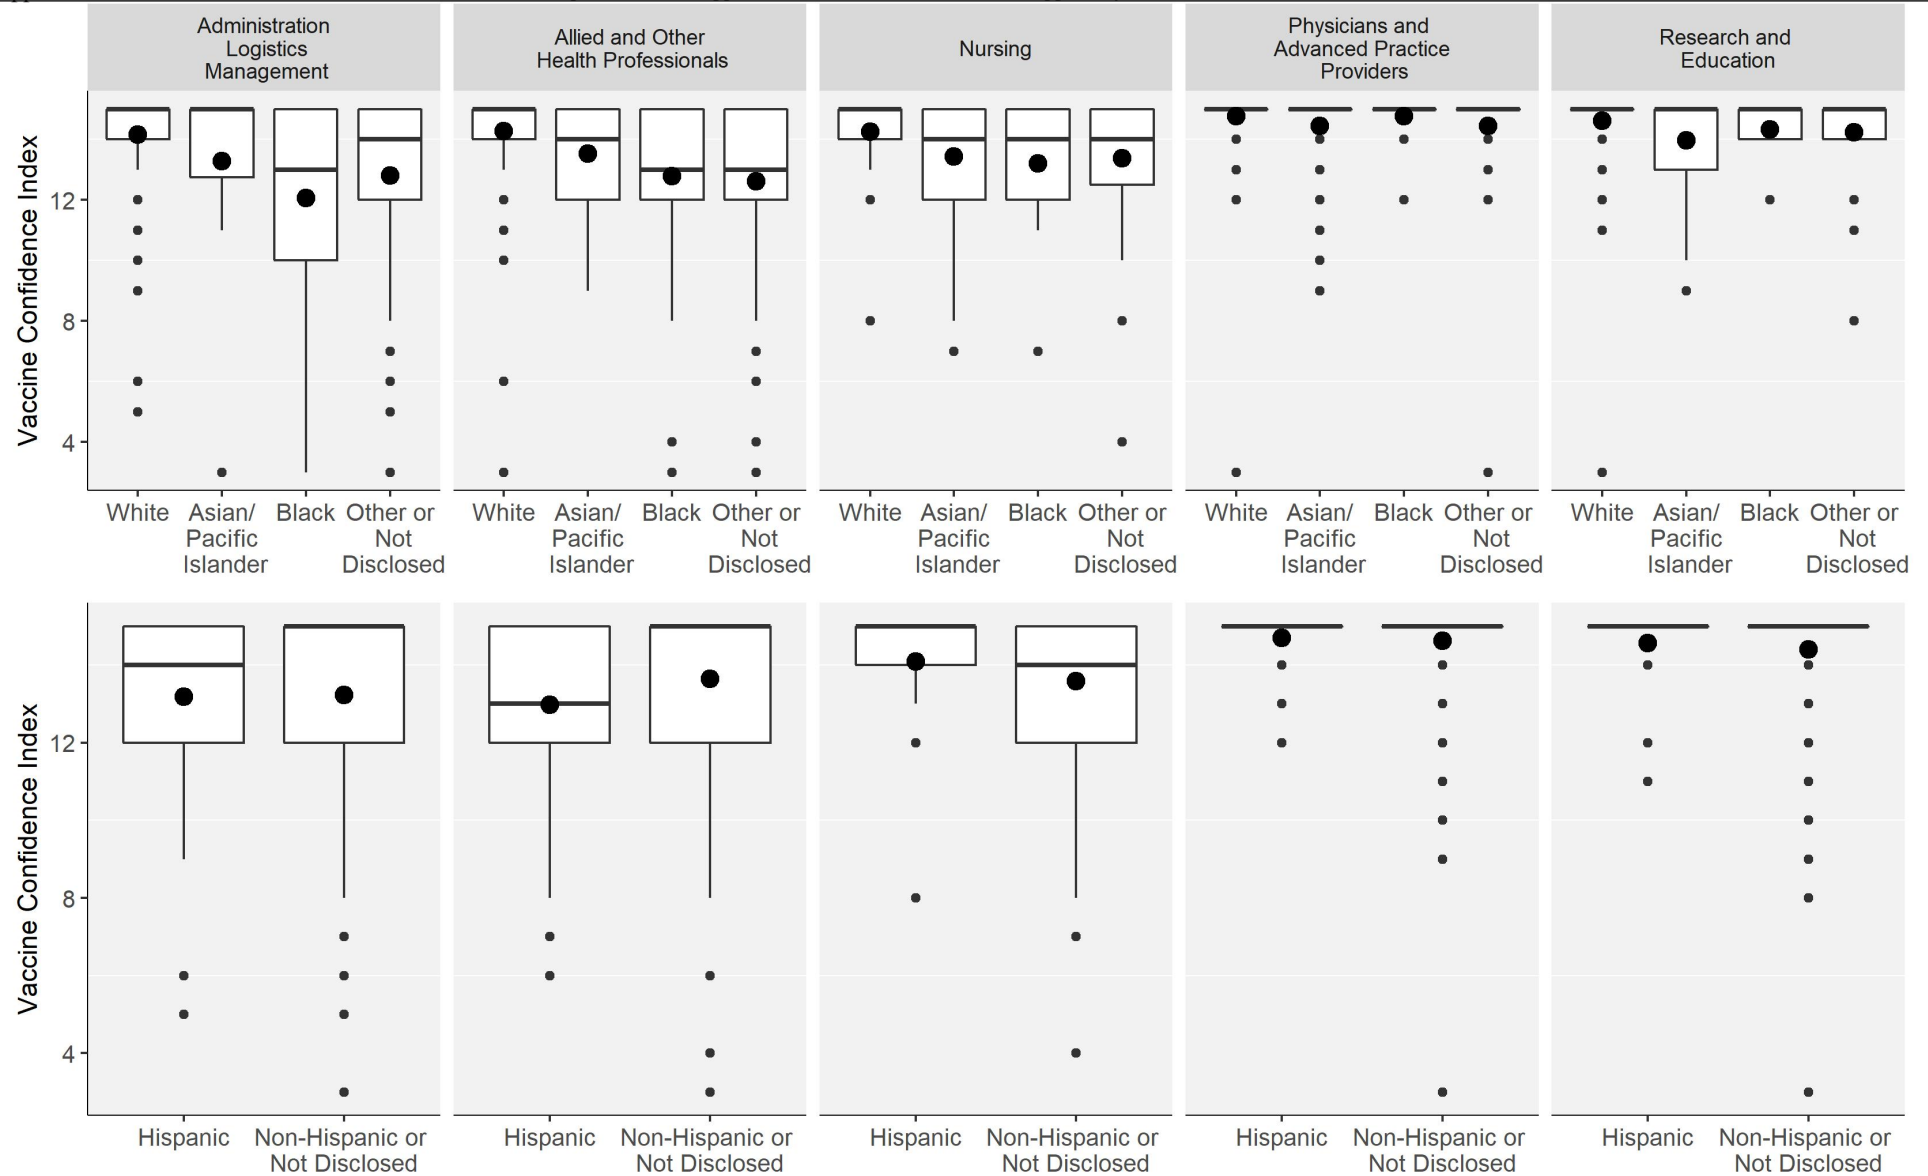 Administration
Logistics
Management
Allied and Other
Health Professionals
Nursing
Physicians and
Advanced Practice
Providers
Research and
Education
Vaccine Confidence Index
12
8
4
White Asian/ Black Other or
Pacific Not
Islander Disclosed
White Asian/ Black Other or
Pacific Not
Islander Disclosed
White Asian/ Black Other or
Pacific Not
Islander Disclosed
White Asian/ Black Other or
Pacific Not
Islander Disclosed
White Asian/ Black Other or
Pacific Not
Islander Disclosed
Vaccine Confidence Index
12
8
4
Hispanic Non-Hispanic or
Not Disclosed
Hispanic Non-Hispanic or
Not Disclosed
Hispanic Non-Hispanic or
Not Disclosed
Hispanic Non-Hispanic or
Not Disclosed
Hispanic Non-Hispanic or
Not Disclosed